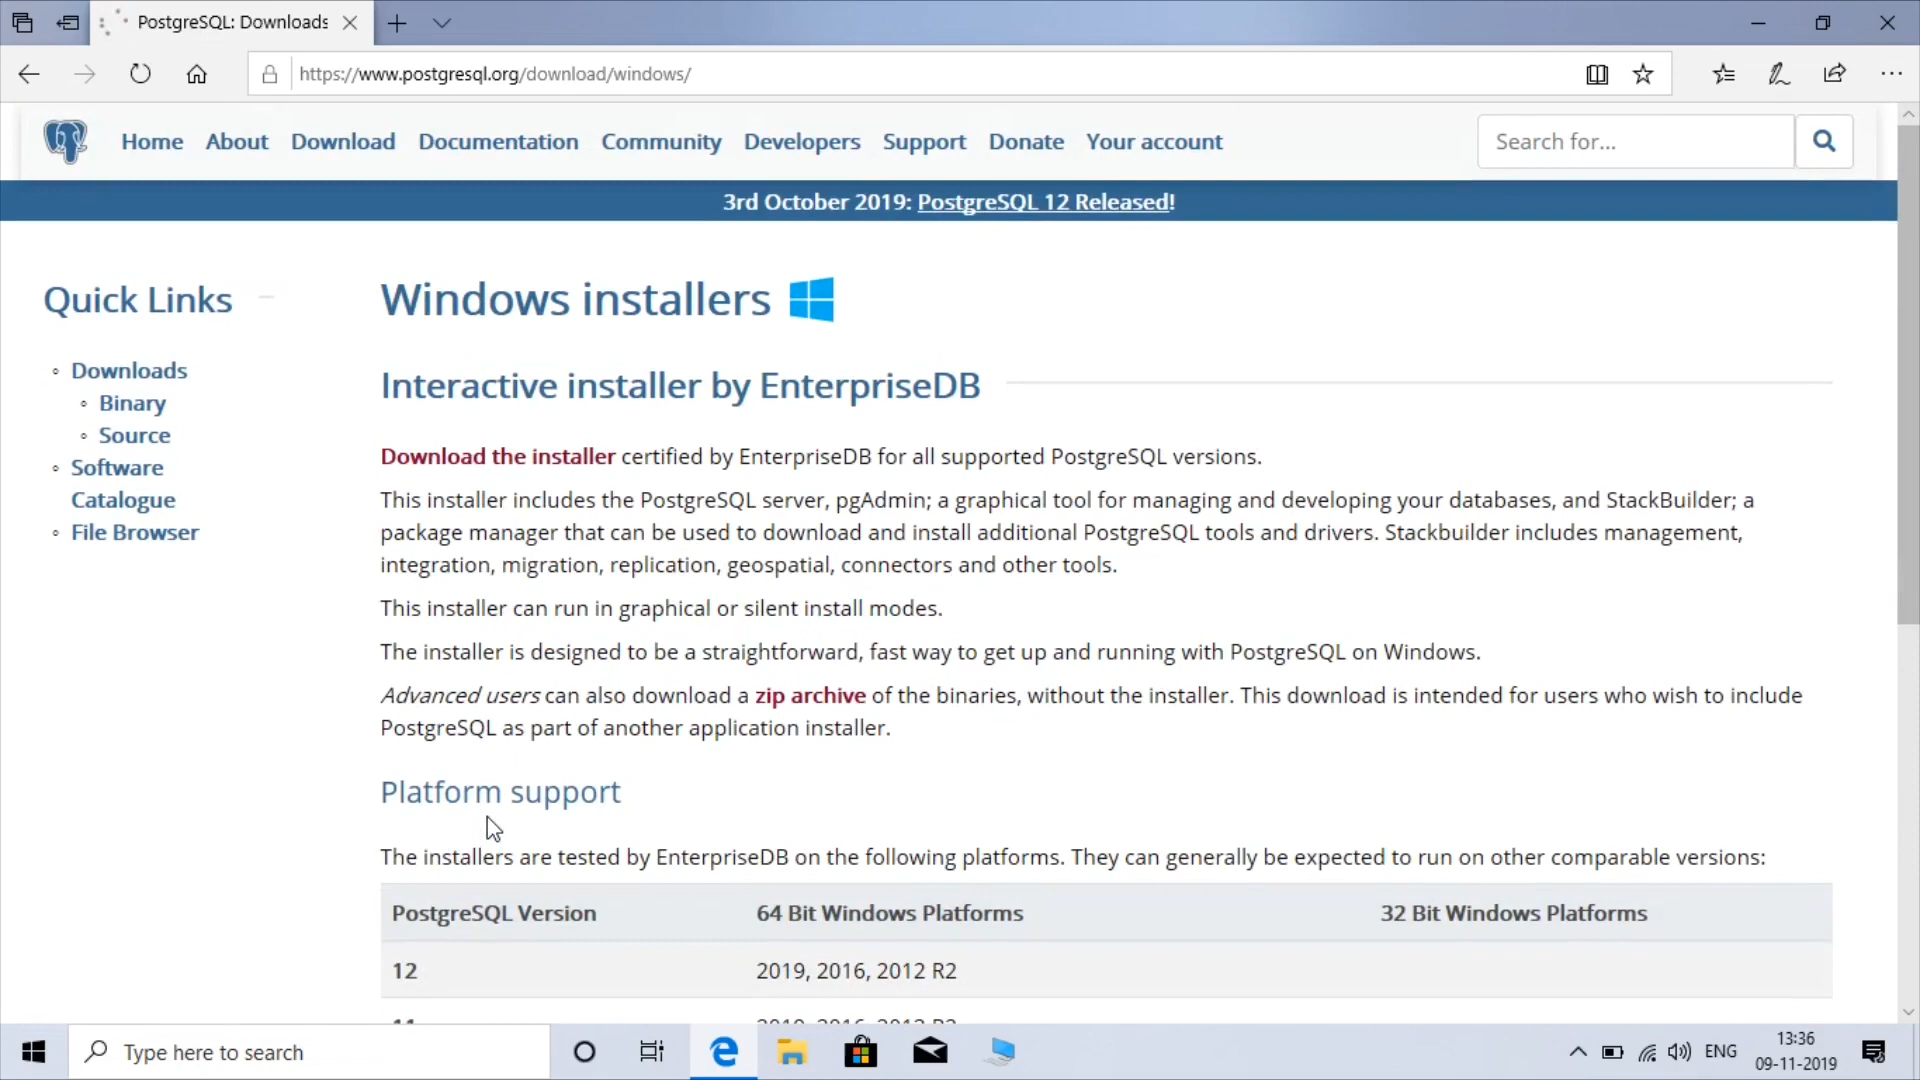 PostgreSQL: Downloads
https://www.postgresql.org/download/windows/
Home About Download Documentation Community Developers Support Donate Your account
Search for...
3rd October 2019: PostgreSQL 12 Released!
Quick Links
Downloads
Binary
Source
Software
Catalogue
File Browser
Windows installers
Interactive installer by EnterpriseDB
Download the installer certified by EnterpriseDB for all supported PostgreSQL versions.
This installer includes the PostgreSQL server, pgAdmin; a graphical tool for managing and developing your databases, and StackBuilder; a
package manager that can be used to download and install additional PostgreSQL tools and drivers. Stackbuilder includes management,
integration, migration, replication, geospatial, connectors and other tools.
This installer can run in graphical or silent install modes.
The installer is designed to be a straightforward, fast way to get up and running with PostgreSQL on Windows.
Advanced users can also download a zip archive of the binaries, without the installer. This download is intended for users who wish to include
PostgreSQL as part of another application installer.
Platform support
The installers are tested by EnterpriseDB on the following platforms. They can generally be expected to run on other comparable versions:
PostgreSQL Version 64 Bit Windows Platforms 32 Bit Windows Platforms
12 2019, 2016, 2012 R2
Type here to search
ENG
13:36
09-11-2019